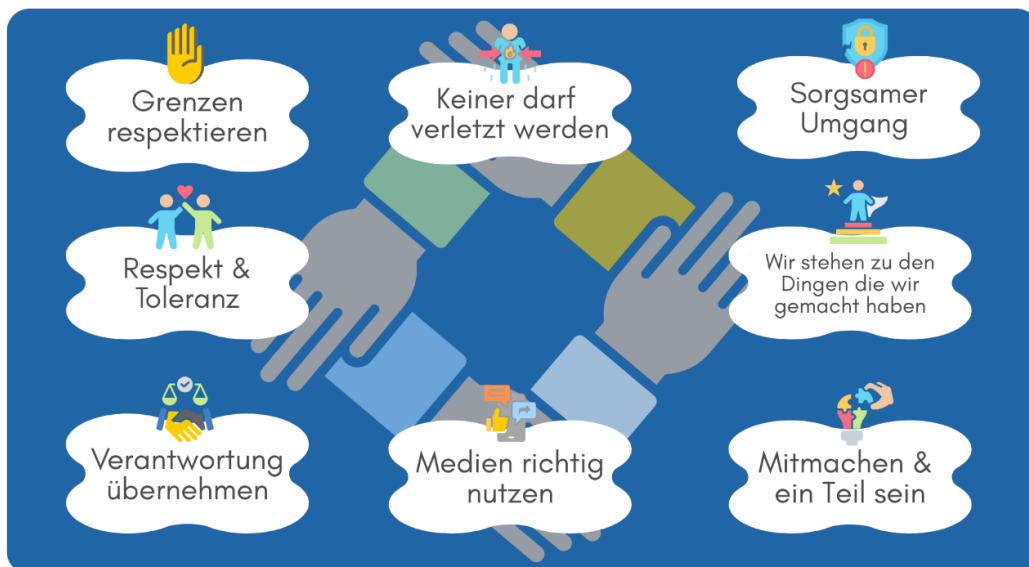 Grenzen
respektieren
Keiner darf
verletzt werden
Sorgsamer
Umgang
Respekt &
Toleranz
Wir stehen zu den
Dingen die wir
gemacht haben
Verantwortung
übernehmen
Medien richtig
nutzen
Mitmachen &
ein Teil sein